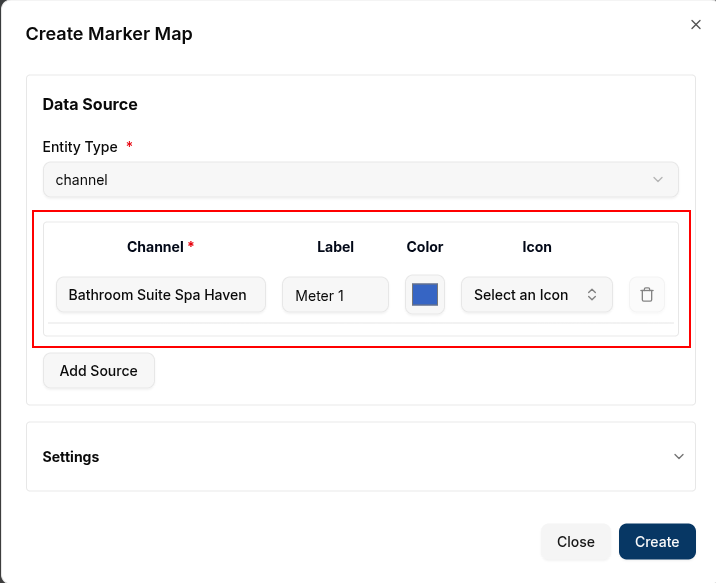 Create Marker Map
Data Source
Entity Type *
channel
Channel * Label Color Icon
Bathroom Suite Spa Haven Meter 1 Select an Icon
Add Source
Settings
Close Create